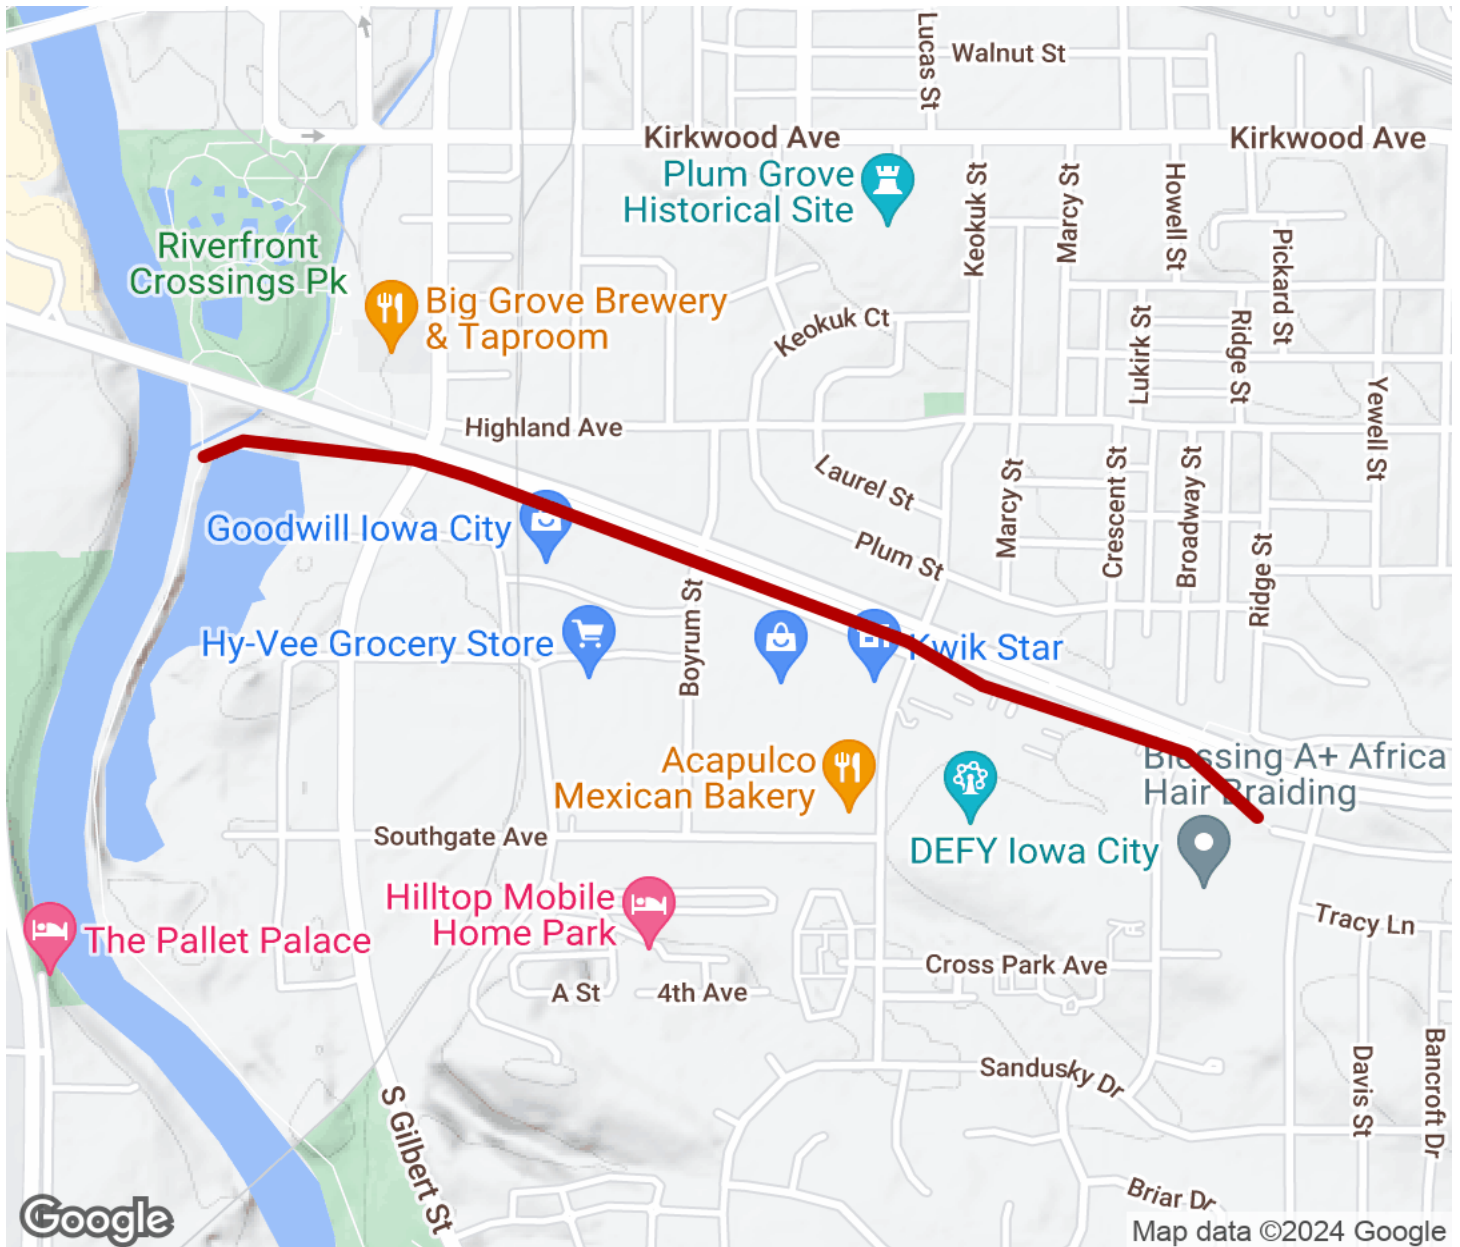 Lucas St
Walnut St
Kirkwood Ave
Kirkwood Ave
Plum Grove
Historical Site
Keokuk St
Marcy St
Howell St
Riverfront
Crossings Pk
Pickard St
Big Grove Brewery
& Taproom
Keokuk Ct
Lukirk St
Ridge St
Yewell St
Highland Ave
Laurel St
Marcy St
Crescent St
Broadway St
Goodwill Iowa City
Plum St
Ridge St
Hy-Vee Grocery Store
Boyrum St
Kwik Star
Acapulco
Mexican Bakery
Blessing A+ Africa
Hair Braiding
Southgate Ave
DEFY Iowa City
Hilltop Mobile
Home Park
The Pallet Palace
Tracy Ln
Cross Park Ave
A St
4th Ave
Sandusky Dr
Davis St
Bancroft Dr
S Gilbert St
Briar Dr
Google
Map data ©2024 Google